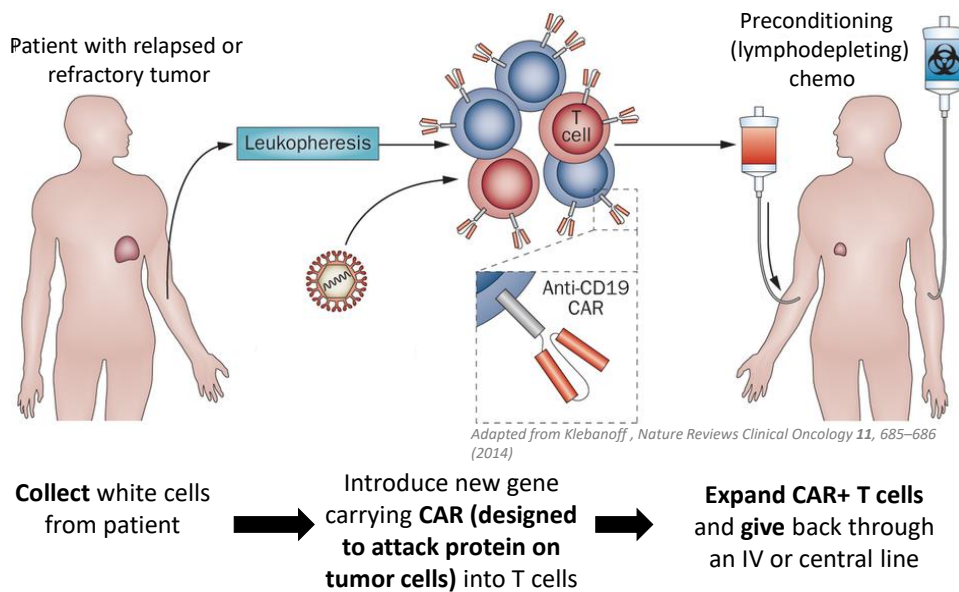 Patient with relapsed or
refractory tumor
Leukopheresis
T
cell
Preconditioning
(lymphodepleting)
chemo
Anti-CD19
CAR
Adapted from Klebanoff , Nature Reviews Clinical Oncology 11, 685–686
(2014)
Collect white cells
from patient
Introduce new gene
carrying CAR (designed
to attack protein on
tumor cells) into T cells
Expand CAR+ T cells
and give back through
an IV or central line